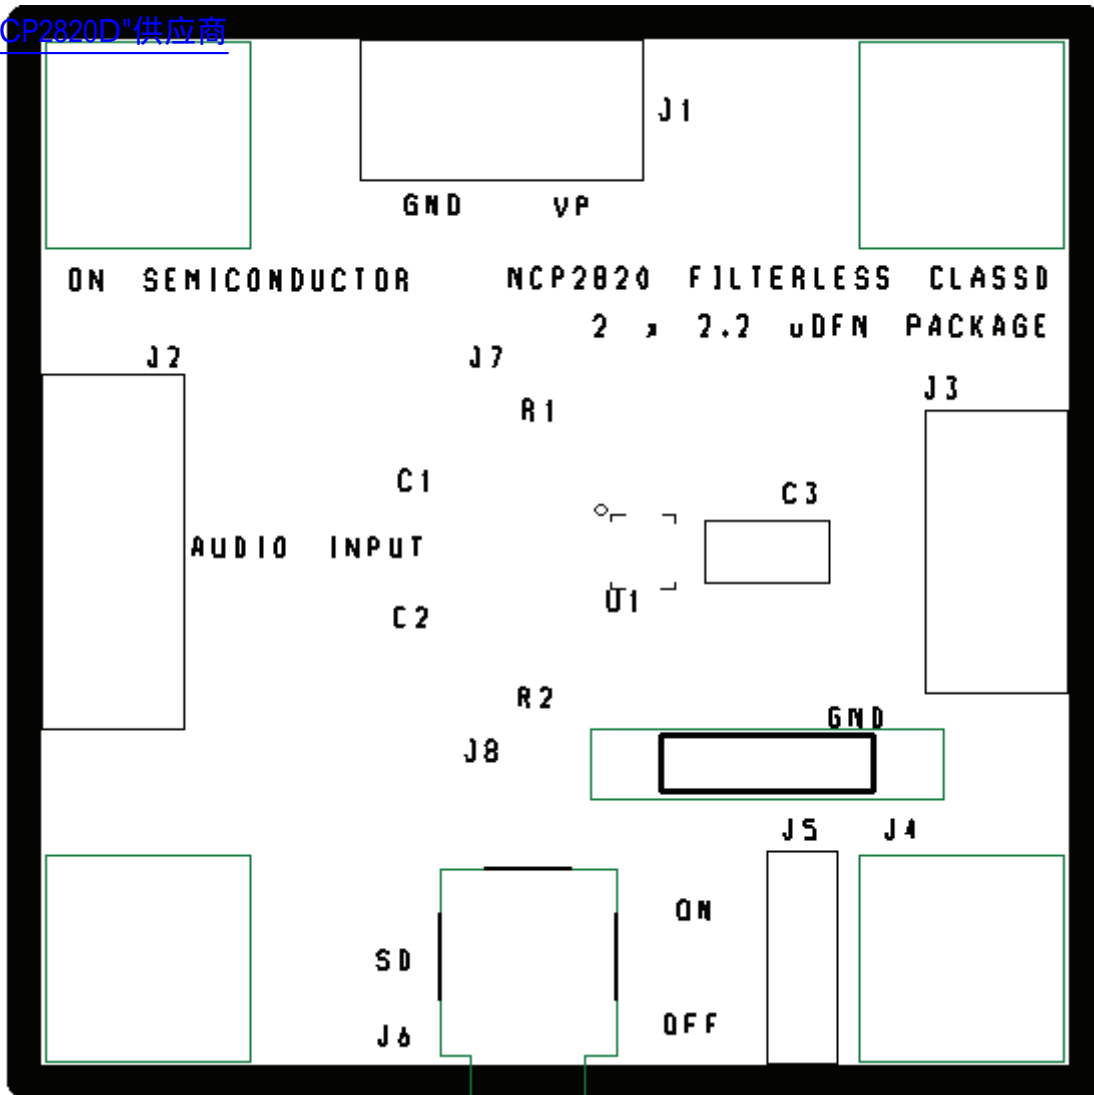 CP2820D"供应商
J1
GND VP
ON SEMICONDUCTOR NCP2820 FILTERLESS CLASSD
2 x 2.2 uDFN PACKAGE
J2 J7
J3
R1
C1
C3
AUDIO INPUT
U1
C2
R2
GND
J8
J5 J4
ON
SD
OFF
J6